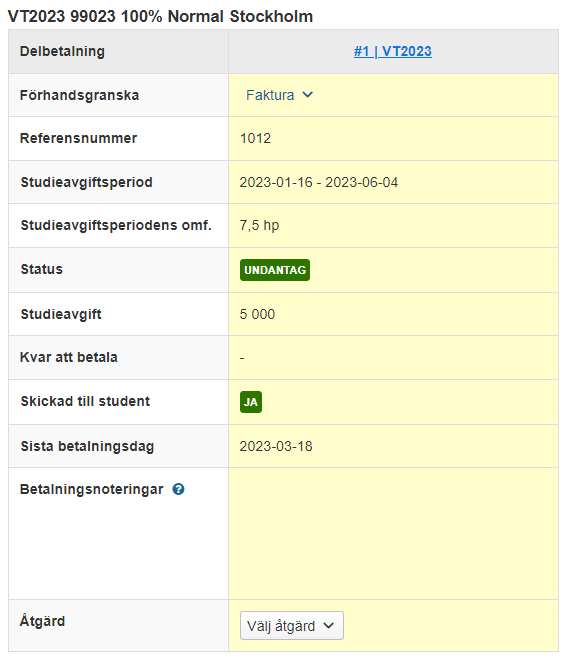 VT2023 99023 100% Normal Stockholm
Delbetalning #1 | VT2023
Förhandsgranska Faktura
Referensnummer 1012
Studieavgiftsperiod 2023-01-16 - 2023-06-04
Studieavgiftsperiodens omf. 7,5 hp
Status UNDANTAG
Studieavgift 5 000
Kvar att betala -
Skickad till student JA
Sista betalningsdag 2023-03-18
Betalningsnoteringar ?
Åtgärd Välj åtgärd